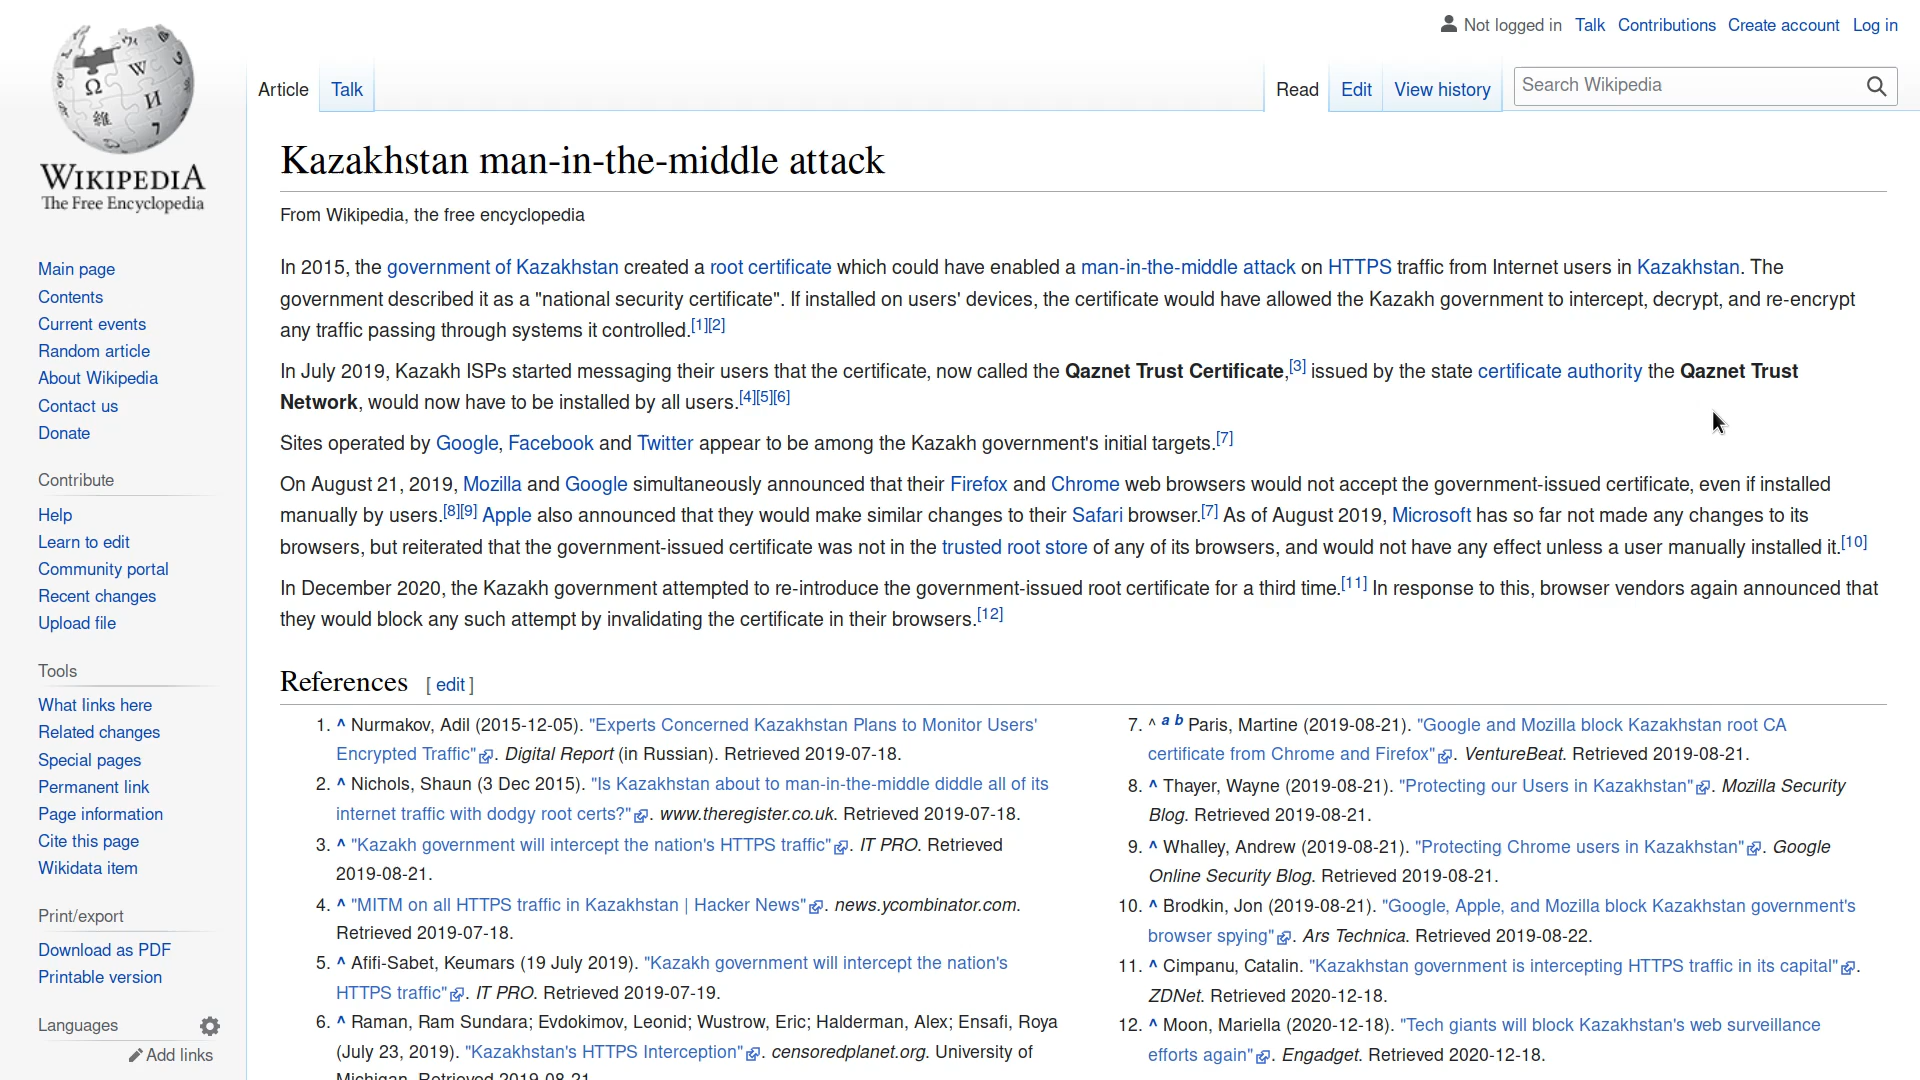 Not logged in Talk Contributions Create account Log in
Article Talk Read Edit View history Search Wikipedia
WIKIPEDIA
The Free Encyclopedia
Main page
Contents
Current events
Random article
About Wikipedia
Contact us
Donate
Contribute
Help
Learn to edit
Community portal
Recent changes
Upload file
Tools
What links here
Related changes
Special pages
Permanent link
Page information
Cite this page
Wikidata item
Print/export
Download as PDF
Printable version
Languages
Add links
Kazakhstan man-in-the-middle attack
From Wikipedia, the free encyclopedia
In 2015, the government of Kazakhstan created a root certificate which could have enabled a man-in-the-middle attack on HTTPS traffic from Internet users in Kazakhstan. The
government described it as a "national security certificate". If installed on users' devices, the certificate would have allowed the Kazakh government to intercept, decrypt, and re-encrypt
any traffic passing through systems it controlled.[1][2]
In July 2019, Kazakh ISPs started messaging their users that the certificate, now called the Qaznet Trust Certificate,[3] issued by the state certificate authority the Qaznet Trust
Network, would now have to be installed by all users.[4][5][6]
Sites operated by Google, Facebook and Twitter appear to be among the Kazakh government's initial targets.[7]
On August 21, 2019, Mozilla and Google simultaneously announced that their Firefox and Chrome web browsers would not accept the government-issued certificate, even if installed
manually by users.[8][9] Apple also announced that they would make similar changes to their Safari browser.[7] As of August 2019, Microsoft has so far not made any changes to its
browsers, but reiterated that the government-issued certificate was not in the trusted root store of any of its browsers, and would not have any effect unless a user manually installed it.[10]
In December 2020, the Kazakh government attempted to re-introduce the government-issued root certificate for a third time.[11] In response to this, browser vendors again announced that
they would block any such attempt by invalidating the certificate in their browsers.[12]
References [ edit ]
1. ^ Nurmakov, Adil (2015-12-05). "Experts Concerned Kazakhstan Plans to Monitor Users'
Encrypted Traffic". Digital Report (in Russian). Retrieved 2019-07-18.
2. ^ Nichols, Shaun (3 Dec 2015). "Is Kazakhstan about to man-in-the-middle diddle all of its
internet traffic with dodgy root certs?". www.theregister.co.uk. Retrieved 2019-07-18.
3. ^ "Kazakh government will intercept the nation's HTTPS traffic". IT PRO. Retrieved
2019-08-21.
4. ^ "MITM on all HTTPS traffic in Kazakhstan | Hacker News". news.ycombinator.com.
Retrieved 2019-07-18.
5. ^ Afifi-Sabet, Keumars (19 July 2019). "Kazakh government will intercept the nation's
HTTPS traffic". IT PRO. Retrieved 2019-07-19.
6. ^ Raman, Ram Sundara; Evdokimov, Leonid; Wustrow, Eric; Halderman, Alex; Ensafi, Roya
(July 23, 2019). "Kazakhstan's HTTPS Interception". censoredplanet.org. University of
Michigan. Retrieved 2019-08-21
7. ^ a b Paris, Martine (2019-08-21). "Google and Mozilla block Kazakhstan root CA
certificate from Chrome and Firefox". VentureBeat. Retrieved 2019-08-21.
8. ^ Thayer, Wayne (2019-08-21). "Protecting our Users in Kazakhstan". Mozilla Security
Blog. Retrieved 2019-08-21.
9. ^ Whalley, Andrew (2019-08-21). "Protecting Chrome users in Kazakhstan". Google
Online Security Blog. Retrieved 2019-08-21.
10. ^ Brodkin, Jon (2019-08-21). "Google, Apple, and Mozilla block Kazakhstan government's
browser spying". Ars Technica. Retrieved 2019-08-22.
11. ^ Cimpanu, Catalin. "Kazakhstan government is intercepting HTTPS traffic in its capital".
ZDNet. Retrieved 2020-12-18.
12. ^ Moon, Mariella (2020-12-18). "Tech giants will block Kazakhstan's web surveillance
efforts again". Engadget. Retrieved 2020-12-18.